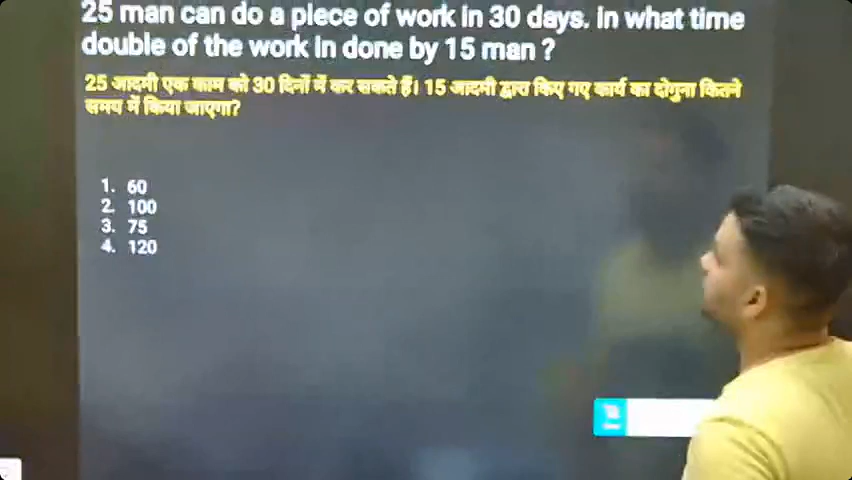 25 man can do a piece of work in 30 days. in what time
double of the work in done by 15 man ?
25 आदमी एक काम को 30 दिनों में कर सकते हैं। 15 आदमी द्वारा किए गए कार्य का दोगुना कितने
समय में किया जाएगा?
1. 60
2. 100
3. 75
4. 120